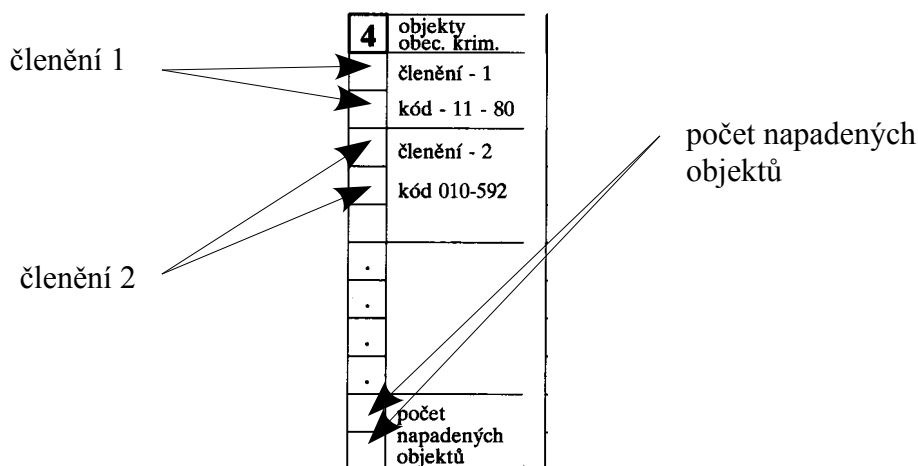 4
objekty
obec. krim.
členění 1
členění - 1
kód - 11 - 80
členění - 2
počet napadených
objektů
kód 010-592
členění 2
.
.
.
.
počet
napadených
objektů